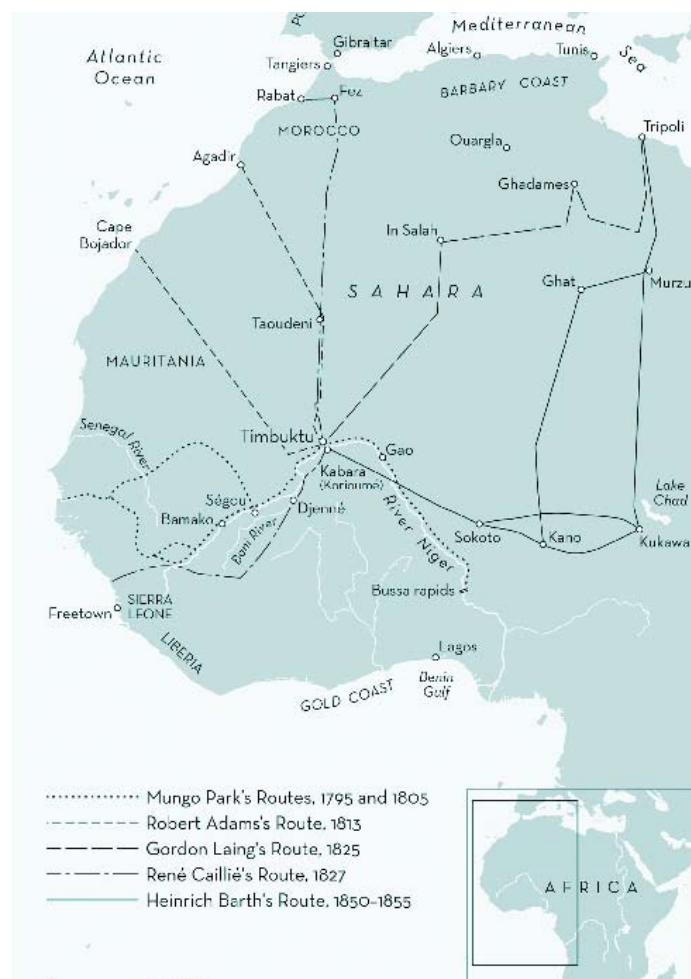 Mediterranean
Sea
Atlantic
Ocean
Gibraltar
Tangiers
Algiers
Tunis
Rabat
Fez
BARBARY COAST
MOROCCO
Ouargla
Tripoli
Agadir
Ghadames
Cape
Bojador
In Salah
SAHARA
Ghat
Murzu
Taoudeni
MAURITANIA
Timbuktu
Senegal River
Gao
Kabara
(Korioumé)
Ségou
Djenné
Lake
Chad
Bamako
Bani River
River Niger
Sokoto
Kano
Kukawa
Bussa rapids
Freetown
SIERRA
LEONE
LIBERIA
Lagos
Benin
Gulf
GOLD COAST
Mungo Park's Routes, 1795 and 1805
Robert Adams's Route, 1813
Gordon Laing's Route, 1825
René Caillié's Route, 1827
Heinrich Barth's Route, 1850–1855
AFRICA